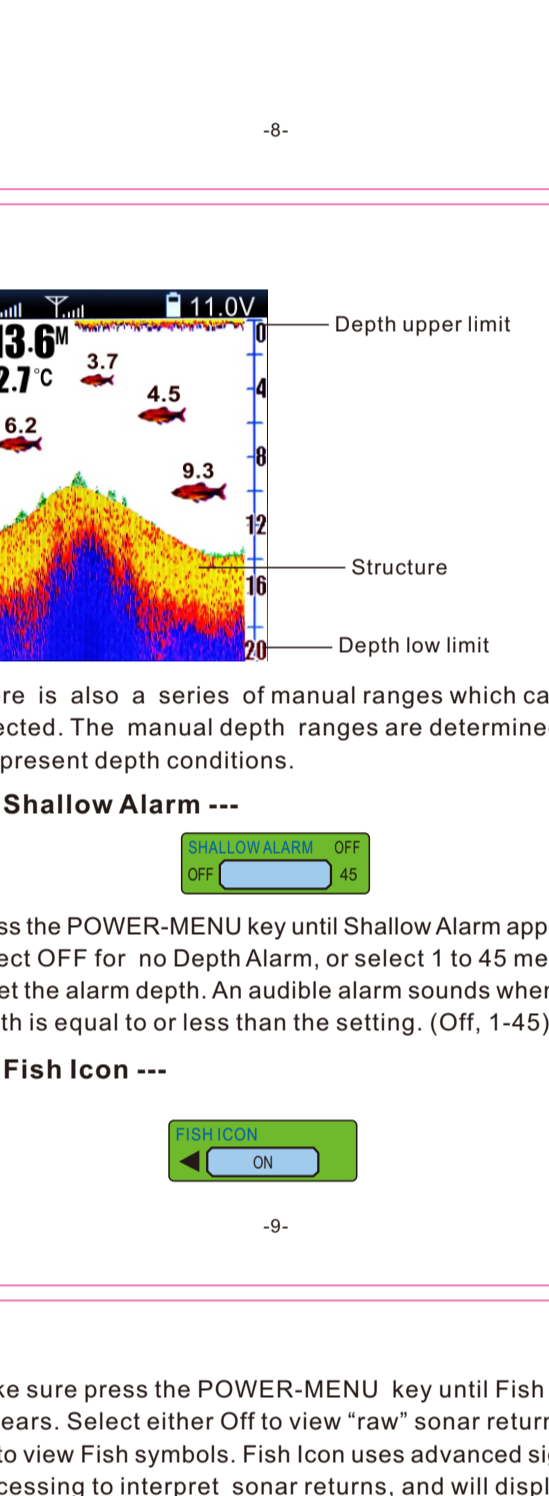 -8-
11.0V
13.6M
2.7°C
3.7
4.5
6.2
9.3
0
4
8
12
16
20
Depth upper limit
Structure
Depth low limit
ere is also a series of manual ranges which ca
ected. The manual depth ranges are determine
present depth conditions.
Shallow Alarm ---
SHALLOW ALARM OFF
OFF 45
ss the POWER-MENU key until Shallow Alarm app
ect OFF for no Depth Alarm, or select 1 to 45 me
et the alarm depth. An audible alarm sounds when
th is equal to or less than the setting. (Off, 1-45)
Fish Icon ---
FISH ICON
ON
-9-
ke sure press the POWER-MENU key until Fish
ears. Select either Off to view “raw” sonar return
to view Fish symbols. Fish Icon uses advanced sig
cessing to interpret sonar returns, and will displ